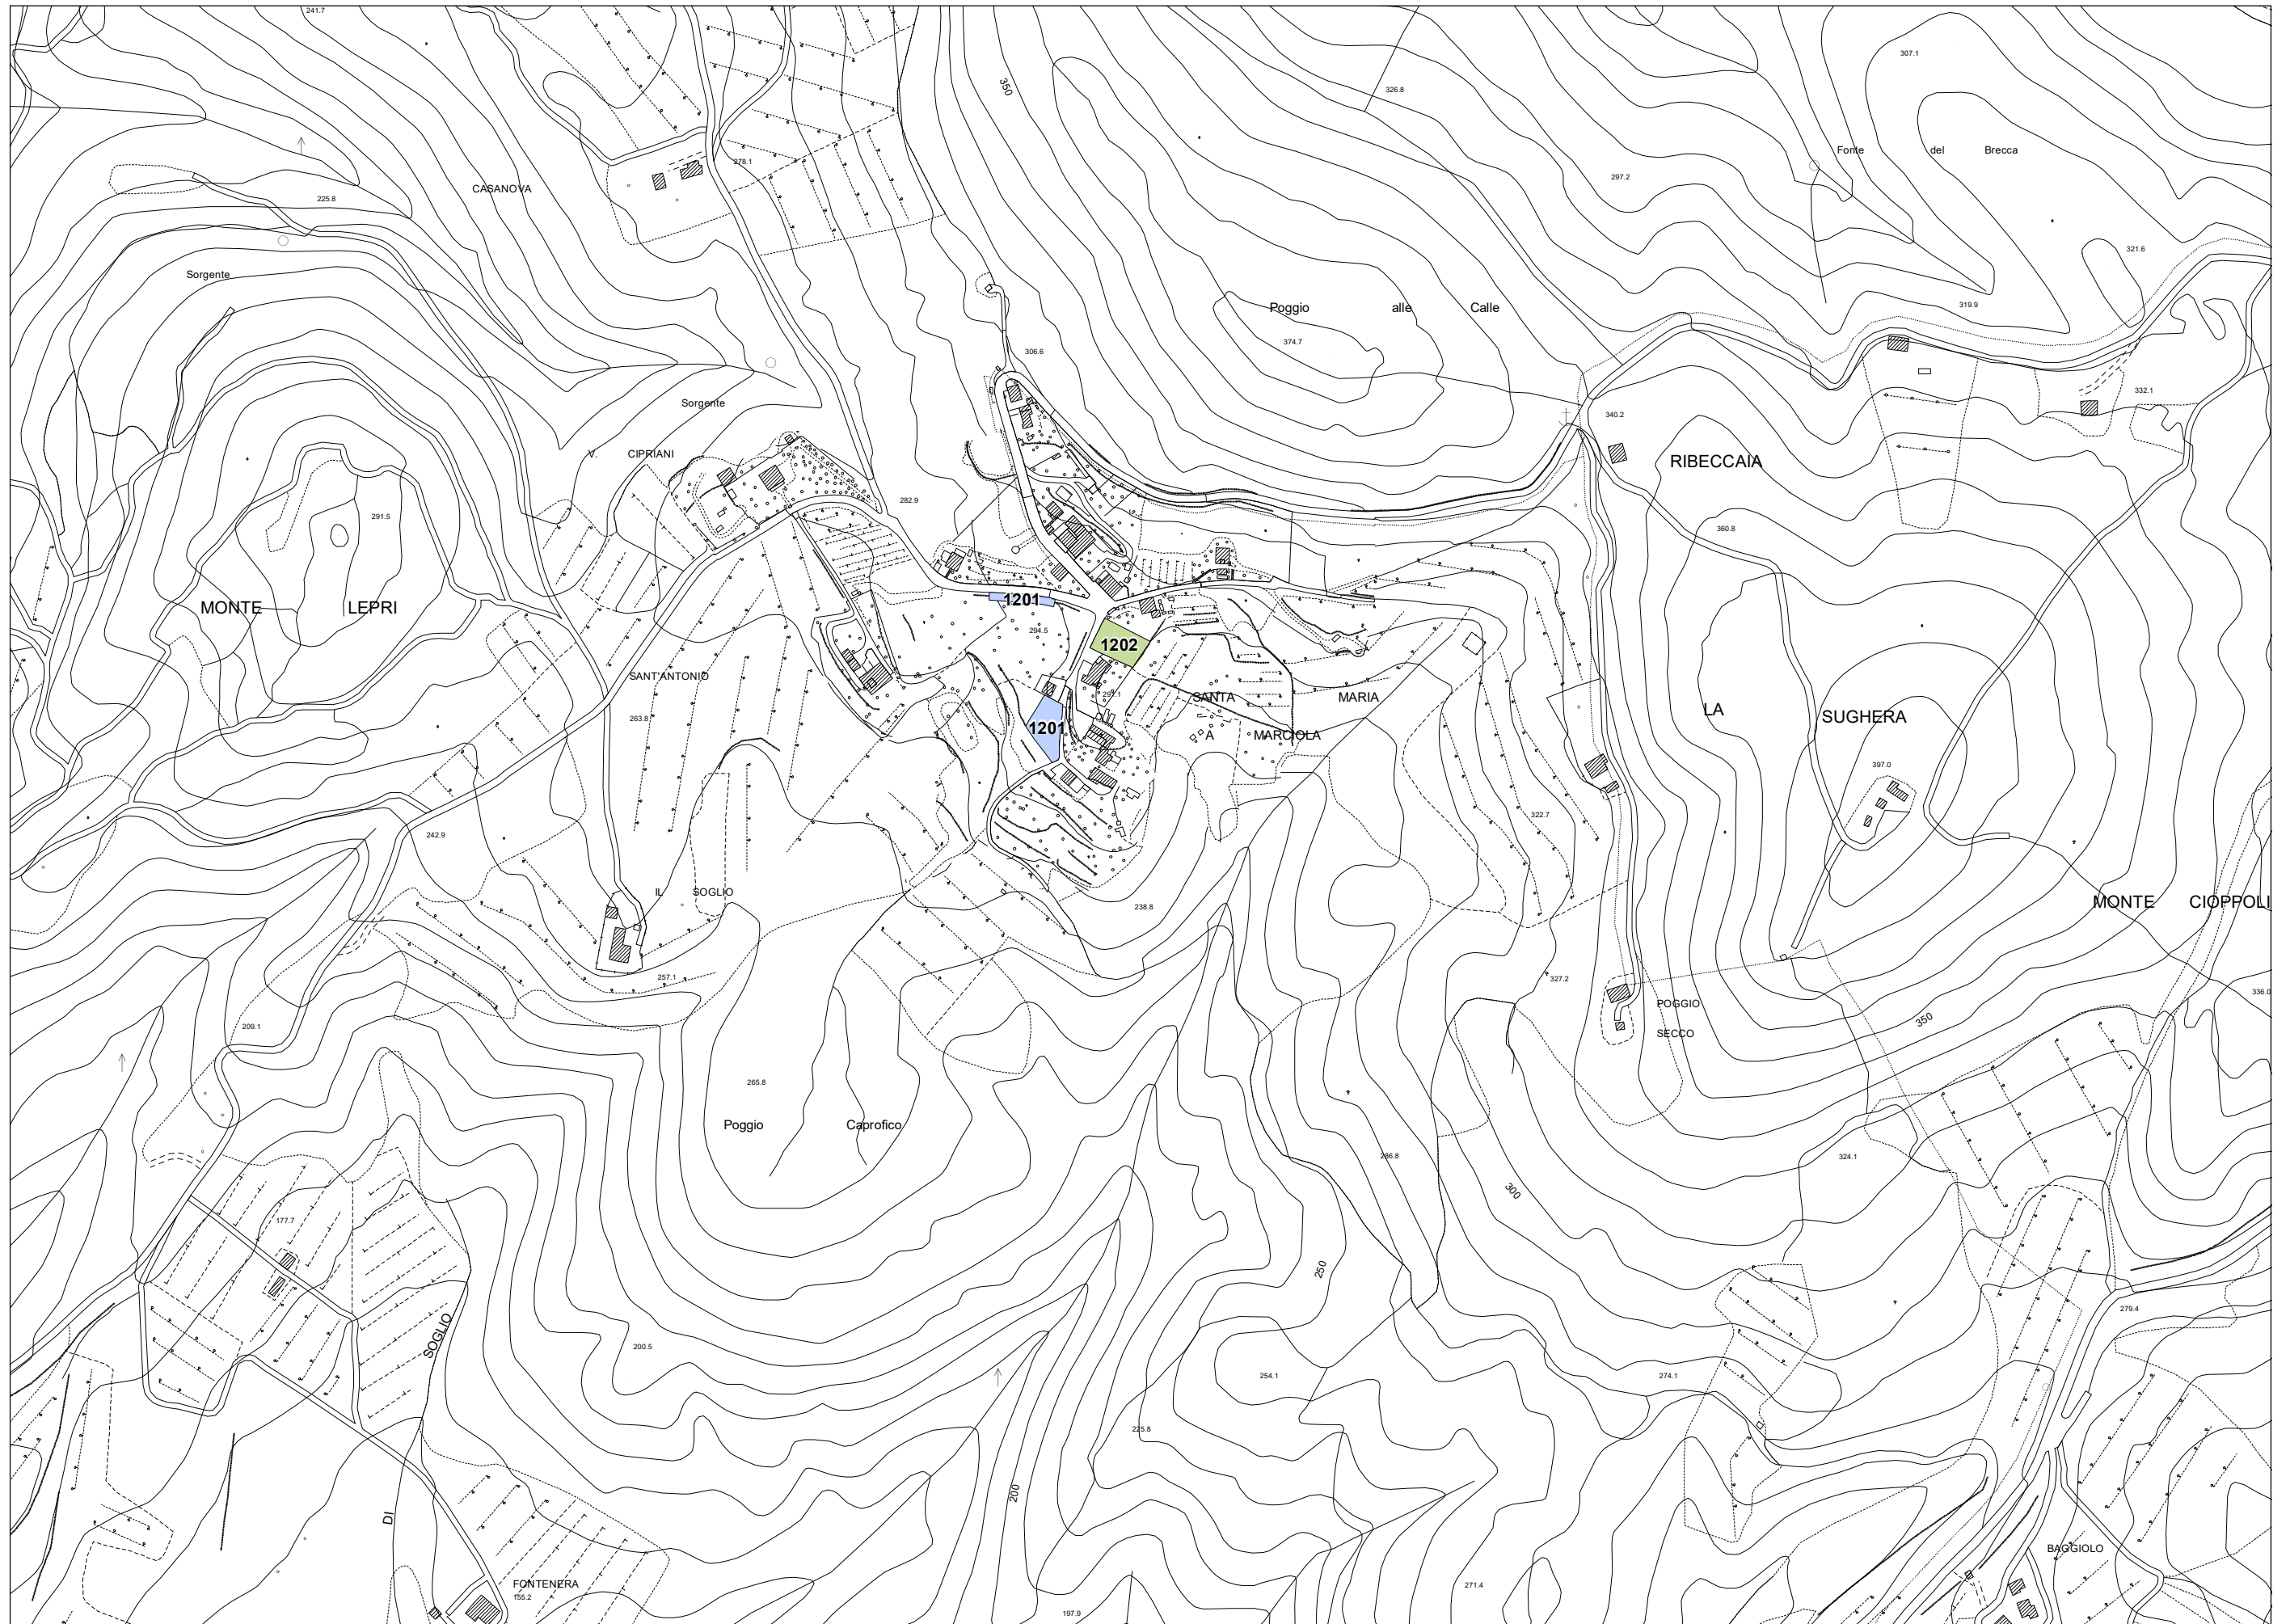 241.7
350
307.1
326.8
Fonte del Brecca
278.1
297.2
CASANOVA
225.8
321.6
Sorgente
Poggio alle Calle
319.9
374.7
306.6
332.1
Sorgente
340.2
V. CIPRIANI
RIBECCAIA
282.9
291.5
360.8
MONTE LEPRI
1201
294.5
1202
SANT'ANTONIO
SANTA MARIA
263.8
LA SUGHERA
1201
A MARCIOLA
397.0
322.7
242.9
IL SOGLIO
238.8
MONTE CIOPPOLI
257.1
327.2
336.0
POGGIO
SECCO
209.1
350
265.8
Poggio Caprofico
286.8
324.1
300
177.7
250
279.4
SOGLIO
200.5
254.1
274.1
225.8
200
DI
BAGGIOLO
FONTENERA
155.2
271.4
197.9